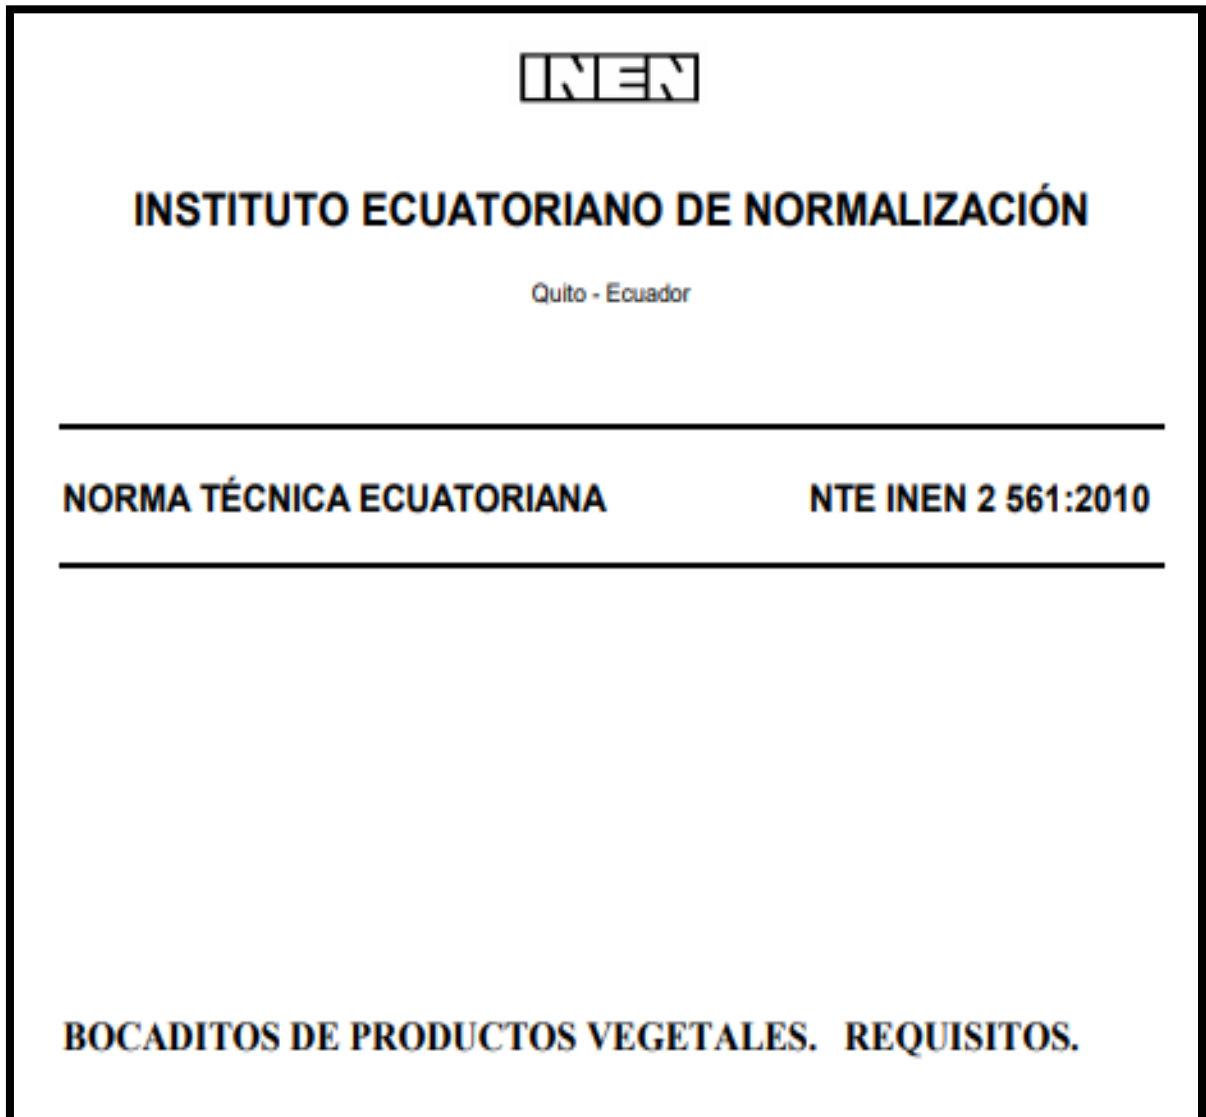 INEN
INSTITUTO ECUATORIANO DE NORMALIZACIÓN
Quito - Ecuador
NORMA TÉCNICA ECUATORIANA NTE INEN 2 561:2010
BOCADITOS DE PRODUCTOS VEGETALES. REQUISITOS.